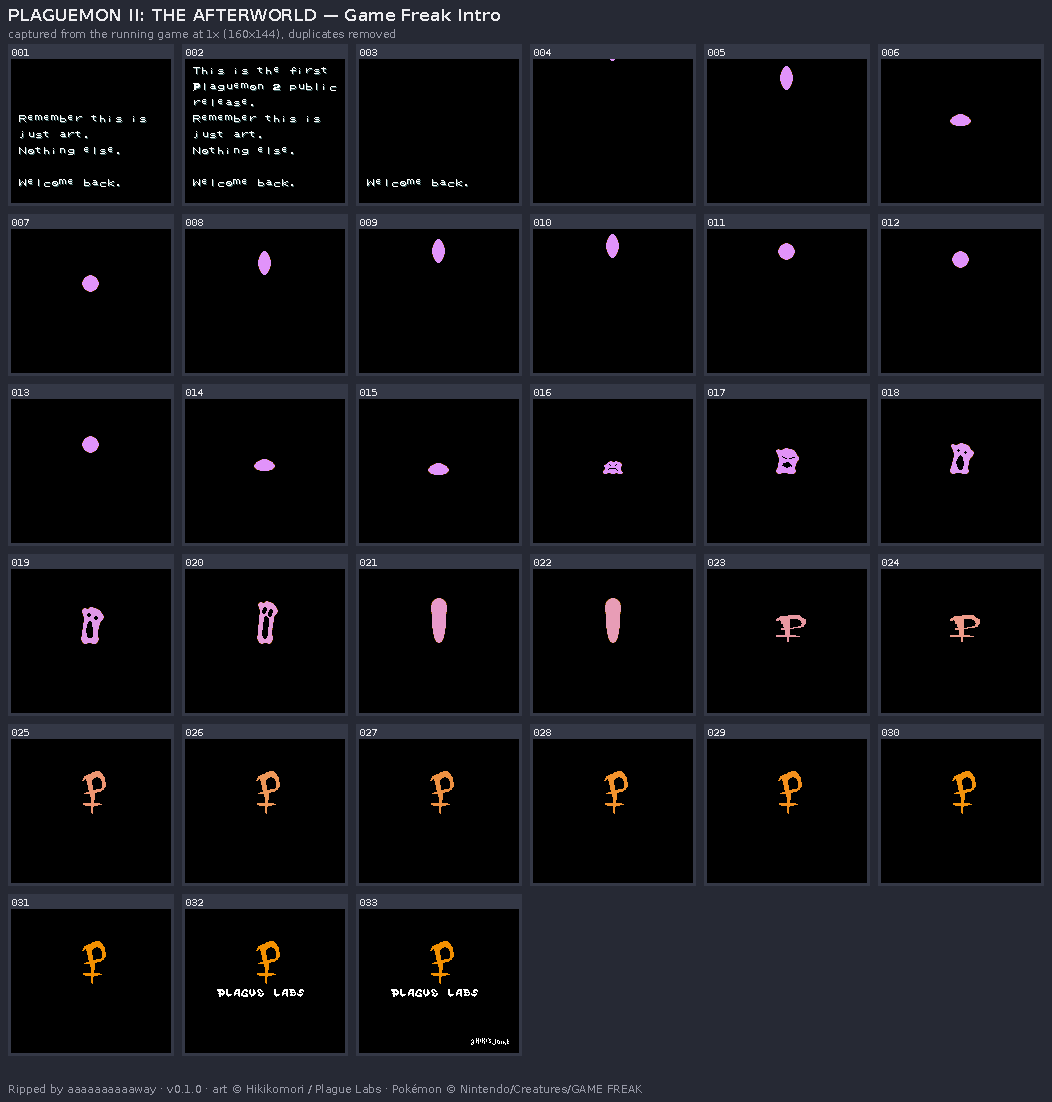 PLAGUEMON II: THE AFTERWORLD — Game Freak Intro
captured from the running game at 1x (160x144), duplicates removed
001
Remember this is
just art.
Nothing else.
Welcome back.
002
This is the first
Plaguemon 2 public
release.
Remember this is
just art.
Nothing else.
Welcome back.
003
Welcome back.
004
005
006
007
008
009
010
011
012
013
014
015
016
017
018
019
020
021
022
023
024
025
026
027
028
029
030
031
032
PLAGUE LABS
033
PLAGUE LABS
Ripped by aaaaaaaaaaway · v0.1.0 · art © Hikikomori / Plague Labs · Pokémon © Nintendo/Creatures/GAME FREAK